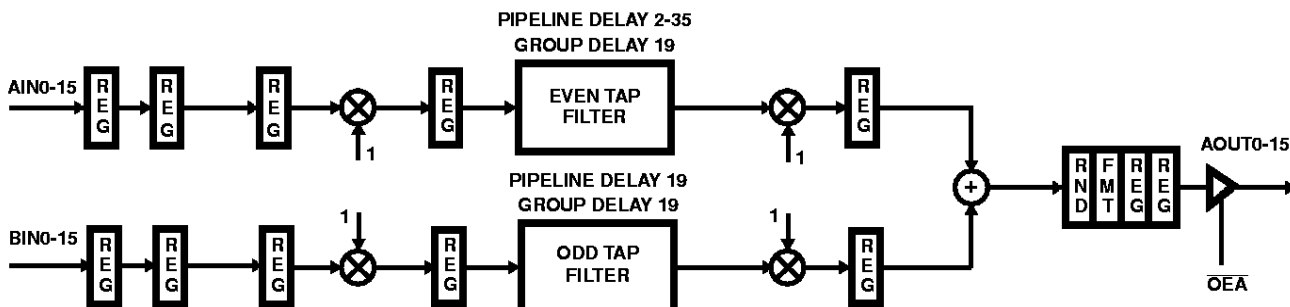 PIPELINE DELAY 2-35
GROUP DELAY 19
AIN0-15
REG
REG
REG
1
REG
EVEN TAP
FILTER
1
REG
PIPELINE DELAY 19
GROUP DELAY 19
BIN0-15
REG
REG
REG
1
REG
ODD TAP
FILTER
1
REG
+
RND
FMT
REG
REG
AOUT0-15
OEA